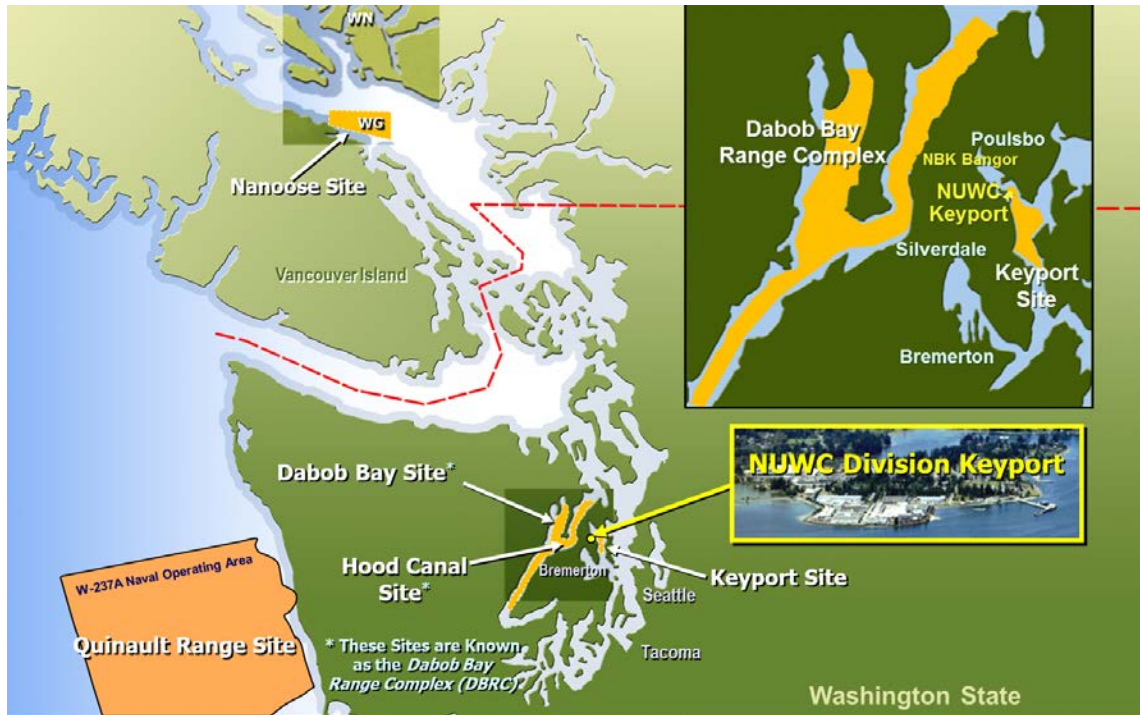 WN
WG
Nanoose Site
Vancouver Island
Dabob Bay
Range Complex
Poulsbo
NBK Bangor
NUWC
Keyport
Silverdale
Keyport
Site
Bremerton
NUWC Division Keyport
Dabob Bay Site*
Hood Canal
Site*
Bremerton
Keyport Site
Seattle
Tacoma
W-237A Naval Operating Area
Quinault Range Site
* These Sites are Known
as the Dabob Bay
Range Complex (DBRC)
Washington State